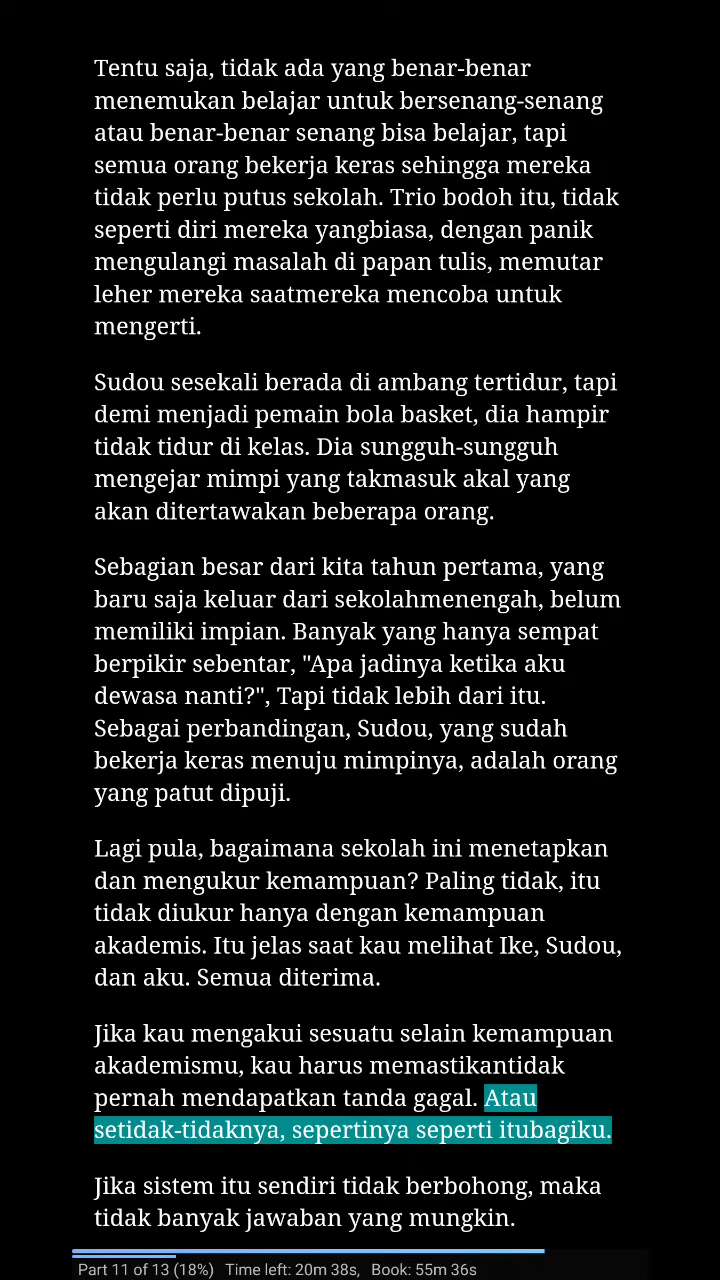 Tentu saja, tidak ada yang benar-benar
menemukan belajar untuk bersenang-senang
atau benar-benar senang bisa belajar, tapi
semua orang bekerja keras sehingga mereka
tidak perlu putus sekolah. Trio bodoh itu, tidak
seperti diri mereka yangbiasa, dengan panik
mengulangi masalah di papan tulis, memutar
leher mereka saatmereka mencoba untuk
mengerti.
Sudou sesekali berada di ambang tertidur, tapi
demi menjadi pemain bola basket, dia hampir
tidak tidur di kelas. Dia sungguh-sungguh
mengejar mimpi yang takmasuk akal yang
akan ditertawakan beberapa orang.
Sebagian besar dari kita tahun pertama, yang
baru saja keluar dari sekolahmenengah, belum
memiliki impian. Banyak yang hanya sempat
berpikir sebentar, "Apa jadinya ketika aku
dewasa nanti?", Tapi tidak lebih dari itu.
Sebagai perbandingan, Sudou, yang sudah
bekerja keras menuju mimpinya, adalah orang
yang patut dipuji.
Lagi pula, bagaimana sekolah ini menetapkan
dan mengukur kemampuan? Paling tidak, itu
tidak diukur hanya dengan kemampuan
akademis. Itu jelas saat kau melihat Ike, Sudou,
dan aku. Semua diterima.
Jika kau mengakui sesuatu selain kemampuan
akademismu, kau harus memastikantidak
pernah mendapatkan tanda gagal. Atau
setidak-tidaknya, sepertinya seperti itubagiku.
Jika sistem itu sendiri tidak berbohong, maka
tidak banyak jawaban yang mungkin.
Part 11 of 13 (18%) Time left: 20m 38s, Book: 55m 36s